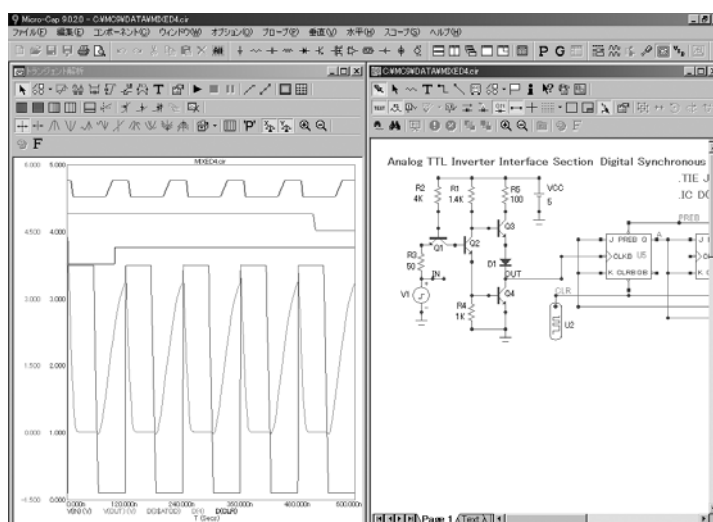 Micro-Cap 9.0.2.0 - C:¥MC9¥DATA¥MIXED4.cir
ファイル(F) 編集(E) コンポーネント(C) ウィンドウ(W) オプション(O) プローブ(P) 垂直(V) 水平(H) スコープ(S) ヘルプ(H)
P G
トランジェント解析
T
F
MIXED4.cir
6.000 5.000
4.500 4.000
3.000 3.000
1.500 2.000
0.000 1.000
-1.500 0.000
0.000n 120.000n 240.000n 360.000n 480.000n 600.000n
T (Secs)
C:¥MC9¥DATA¥MIXED4.cir
T
TEXT
F
Analog TTL Inverter Interface Section Digital Synchronous
.TIE J
.IC DC
R2
4K
R1
1.4K
R5
100
VCC
5
PREB
Q3
Q1
Q2
D1
OUT
R3
50
IN
V1
Q4
R4
1K
J PREB Q
CLKB U5
K CLRB QB
A
J
K
CLR
U2
Page 1
Text